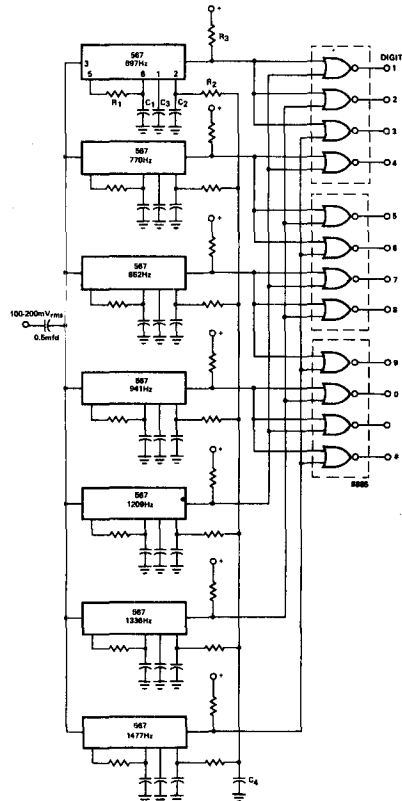 +
R3
567
697Hz
3
5
6
1
2
R1
C1
C3
C2
R2
DIGIT
1
2
3
4
+
567
770Hz
+
5
6
7
8
567
852Hz
100-200mVrms
0.5mfd
+
9
0
#
8885
567
941Hz
+
567
1209Hz
+
567
1336Hz
+
567
1477Hz
C4